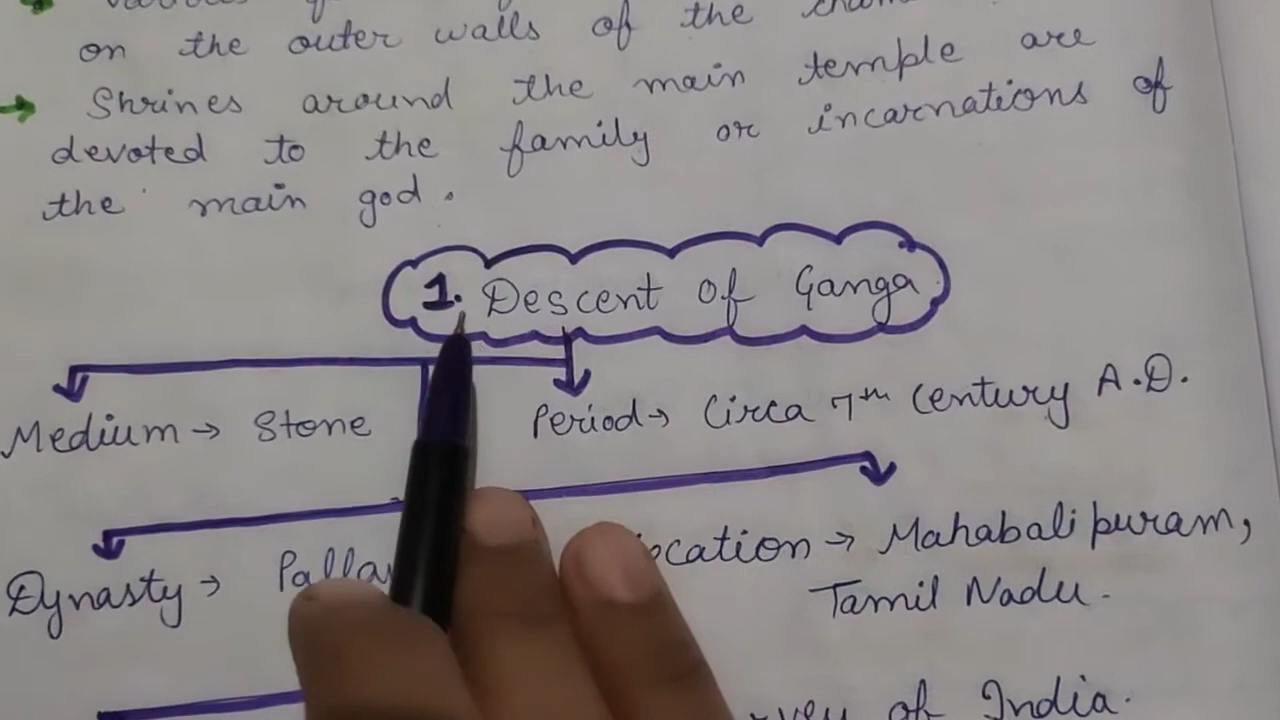 on the outer walls of the
→ Shrines around the main temple are
devoted to the family or incarnations of
the main god.
1. Descent of Ganga
Medium → Stone
Period → Circa 7th Century A.D.
Dynasty →
Location → Mahabalipuram,
Tamil Nadu.
of India.